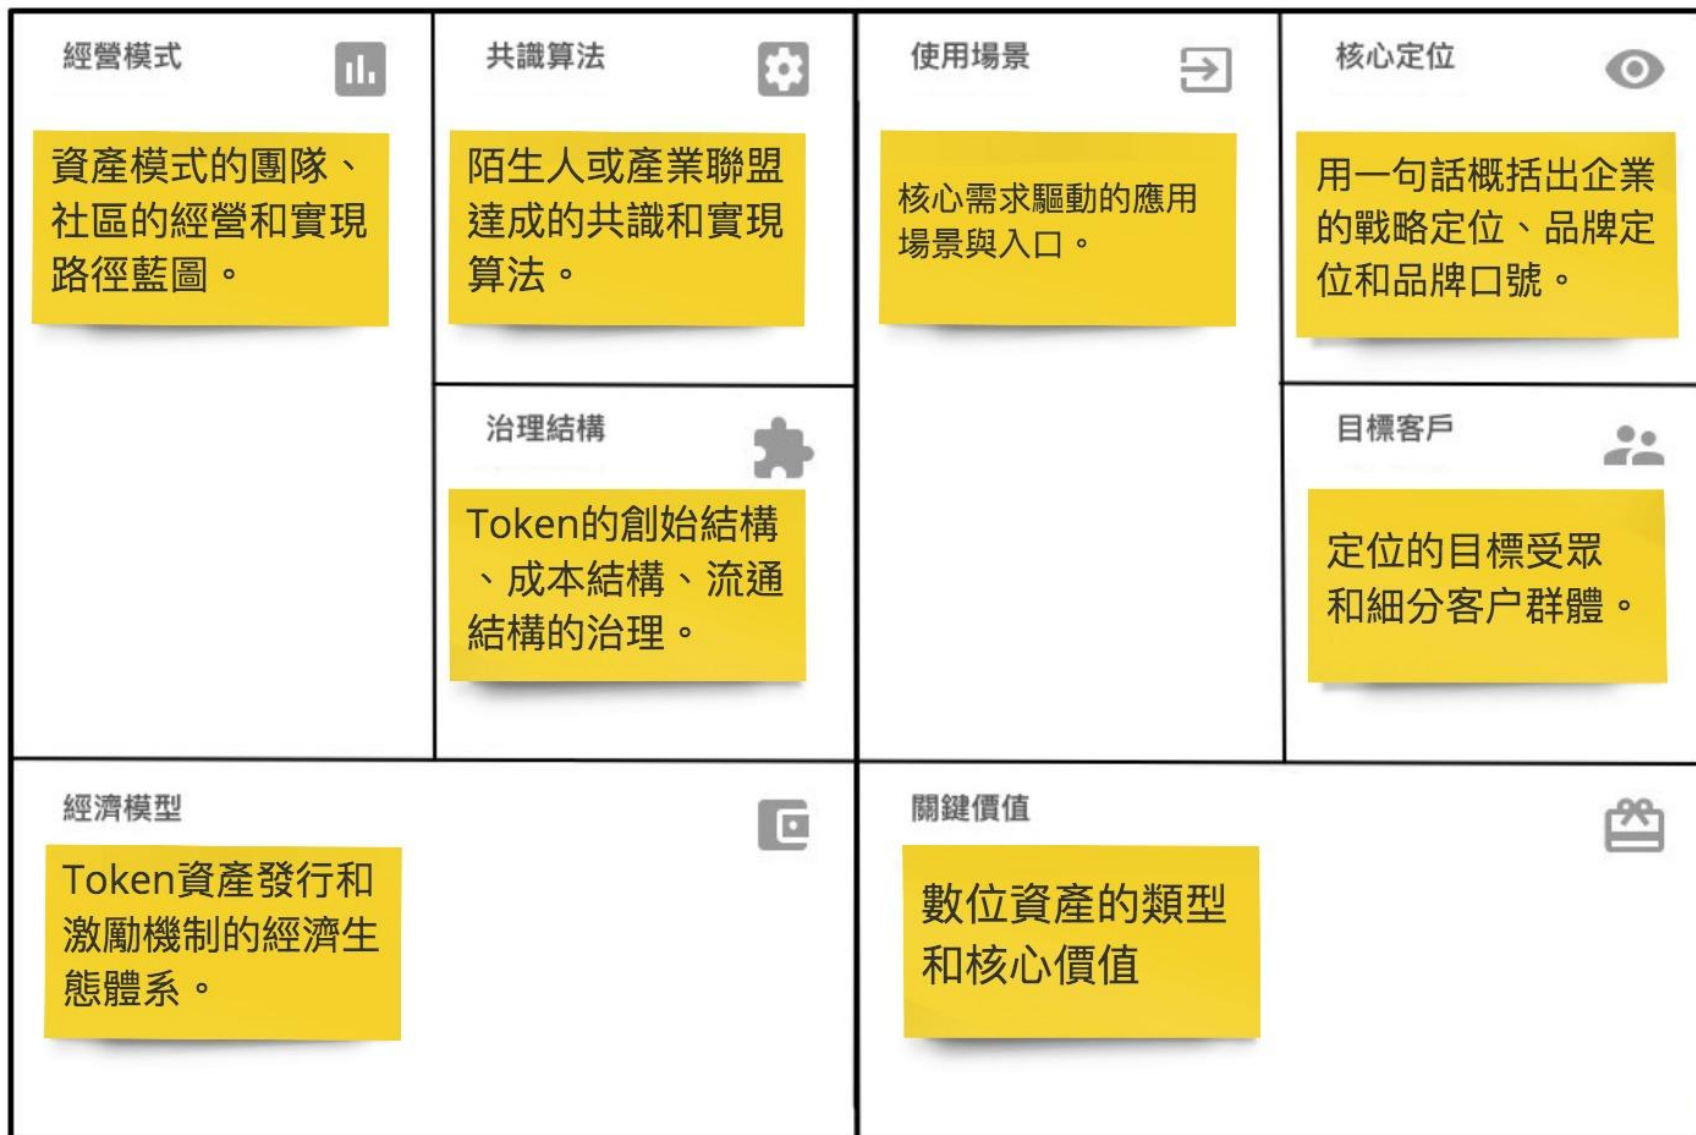 經營模式
資產模式的團隊、
社區的經營和實現
路徑藍圖。
共識算法
陌生人或產業聯盟
達成的共識和實現
算法。
治理結構
Token的創始結構
、成本結構、流通
結構的治理。
使用場景
核心需求驅動的應用
場景與入口。
核心定位
用一句話概括出企業
的戰略定位、品牌定
位和品牌口號。
目標客戶
定位的目標受眾
和細分客户群體。
經濟模型
Token資產發行和
激勵機制的經濟生
態體系。
關鍵價值
數位資產的類型
和核心價值